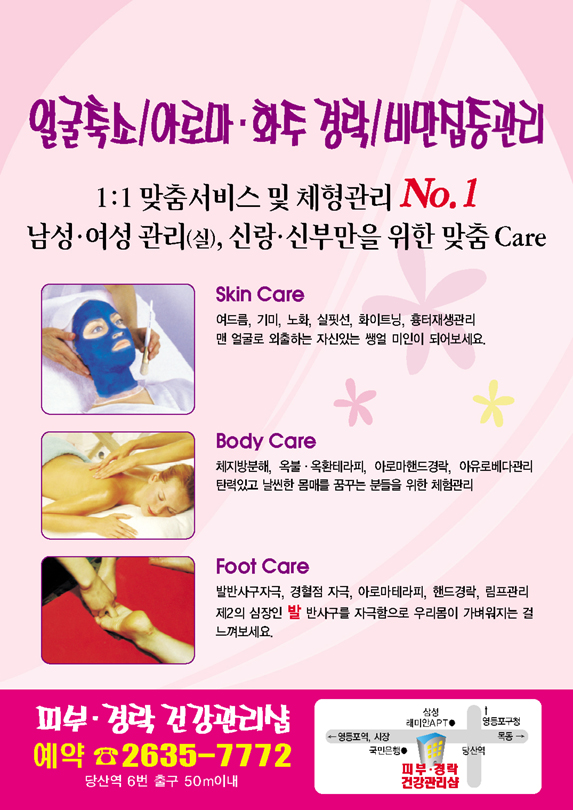 얼굴축소/아로마·화두 경락/비만집중관리
1:1 맞춤서비스 및 체형관리 No.1
남성·여성 관리(실), 신랑·신부만을 위한 맞춤 Care
Skin Care
여드름, 기미, 노화, 실핏선, 화이트닝, 흉터재생관리
맨 얼굴로 외출하는 자신있는 쌩얼 미인이 되어보세요.
Body Care
체지방분해, 옥불·옥환테라피, 아로마핸드경락, 아유로베다관리
탄력있고 날씬한 몸매를 꿈꾸는 분들을 위한 체험관리
Foot Care
발반사구자극, 경혈점 자극, 아로마테라피, 핸드경락, 림프관리
제2의 심장인 발 반사구를 자극함으로 우리몸이 가벼워지는 걸
느껴보세요.
피부·경락 건강관리샵
예약 ☎2635-7772
당산역 6번 출구 50m이내
삼성
래미안APT●
↑
영등포구청
←영등포역, 시장
목동→
국민은행●
당산역
피부·경락
건강관리샵